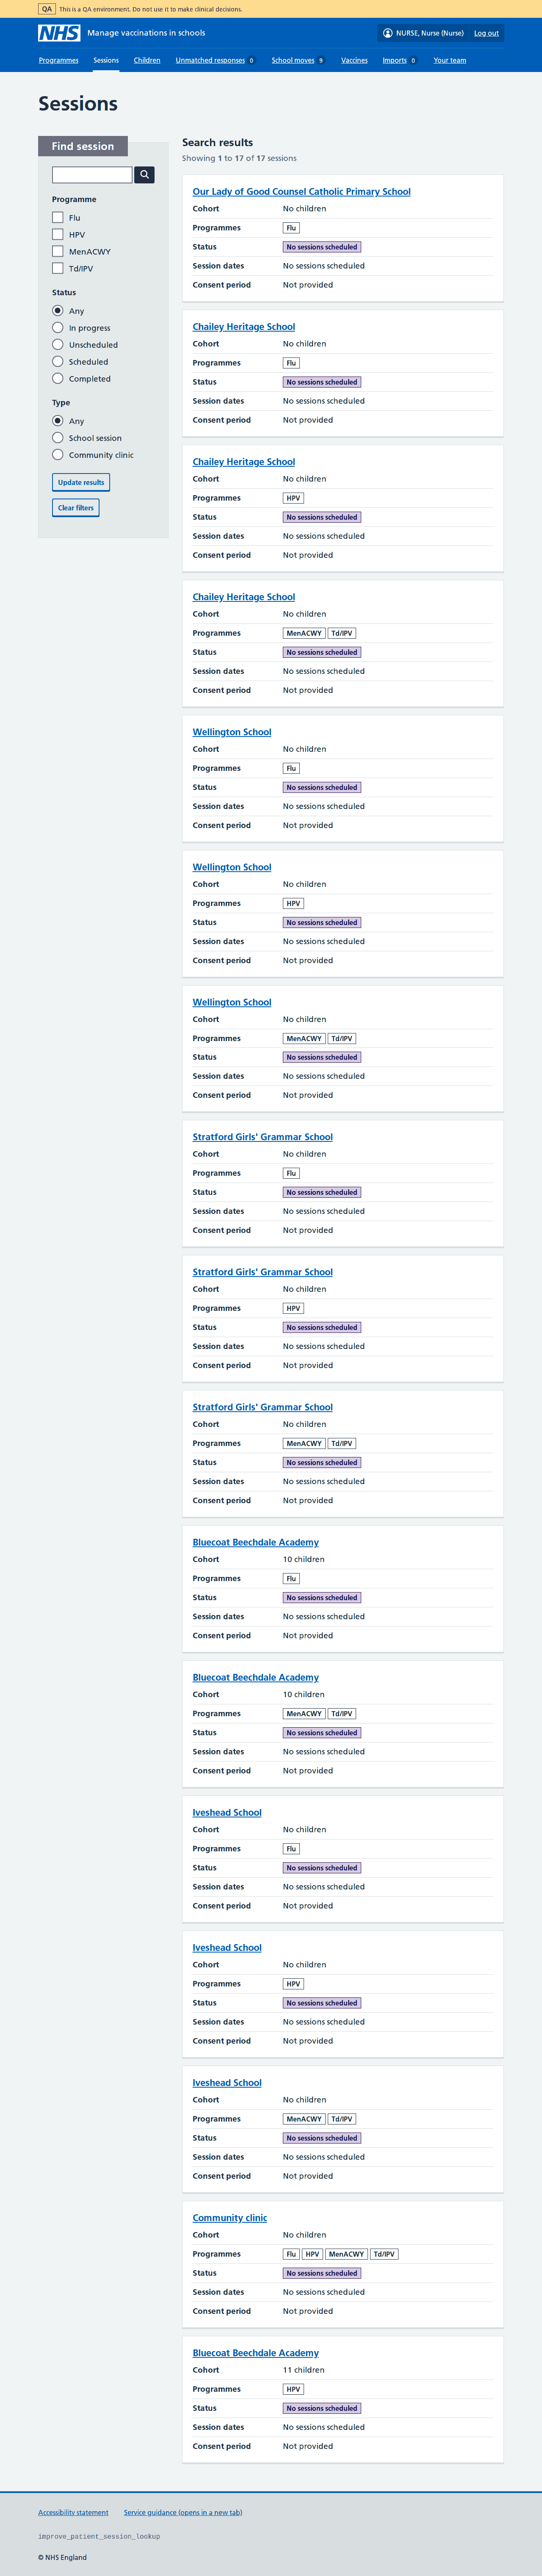 QA This is a QA environment. Do not use it to make clinical decisions.
NHS Manage vaccinations in schools
NURSE, Nurse (Nurse) Log out
Programmes Sessions Children Unmatched responses 0 School moves 9 Vaccines Imports 0 Your team
Sessions
Find session
Programme
Flu
HPV
MenACWY
Td/IPV
Status
Any
In progress
Unscheduled
Scheduled
Completed
Type
Any
School session
Community clinic
Update results
Clear filters
Search results
Showing 1 to 17 of 17 sessions
Our Lady of Good Counsel Catholic Primary School
Cohort No children
Programmes Flu
Status No sessions scheduled
Session dates No sessions scheduled
Consent period Not provided
Chailey Heritage School
Cohort No children
Programmes Flu
Status No sessions scheduled
Session dates No sessions scheduled
Consent period Not provided
Chailey Heritage School
Cohort No children
Programmes HPV
Status No sessions scheduled
Session dates No sessions scheduled
Consent period Not provided
Chailey Heritage School
Cohort No children
Programmes MenACWY Td/IPV
Status No sessions scheduled
Session dates No sessions scheduled
Consent period Not provided
Wellington School
Cohort No children
Programmes Flu
Status No sessions scheduled
Session dates No sessions scheduled
Consent period Not provided
Wellington School
Cohort No children
Programmes HPV
Status No sessions scheduled
Session dates No sessions scheduled
Consent period Not provided
Wellington School
Cohort No children
Programmes MenACWY Td/IPV
Status No sessions scheduled
Session dates No sessions scheduled
Consent period Not provided
Stratford Girls' Grammar School
Cohort No children
Programmes Flu
Status No sessions scheduled
Session dates No sessions scheduled
Consent period Not provided
Stratford Girls' Grammar School
Cohort No children
Programmes HPV
Status No sessions scheduled
Session dates No sessions scheduled
Consent period Not provided
Stratford Girls' Grammar School
Cohort No children
Programmes MenACWY Td/IPV
Status No sessions scheduled
Session dates No sessions scheduled
Consent period Not provided
Bluecoat Beechdale Academy
Cohort 10 children
Programmes Flu
Status No sessions scheduled
Session dates No sessions scheduled
Consent period Not provided
Bluecoat Beechdale Academy
Cohort 10 children
Programmes MenACWY Td/IPV
Status No sessions scheduled
Session dates No sessions scheduled
Consent period Not provided
Iveshead School
Cohort No children
Programmes Flu
Status No sessions scheduled
Session dates No sessions scheduled
Consent period Not provided
Iveshead School
Cohort No children
Programmes HPV
Status No sessions scheduled
Session dates No sessions scheduled
Consent period Not provided
Iveshead School
Cohort No children
Programmes MenACWY Td/IPV
Status No sessions scheduled
Session dates No sessions scheduled
Consent period Not provided
Community clinic
Cohort No children
Programmes Flu HPV MenACWY Td/IPV
Status No sessions scheduled
Session dates No sessions scheduled
Consent period Not provided
Bluecoat Beechdale Academy
Cohort 11 children
Programmes HPV
Status No sessions scheduled
Session dates No sessions scheduled
Consent period Not provided
Accessibility statement Service guidance (opens in a new tab)
improve_patient_session_lookup
© NHS England